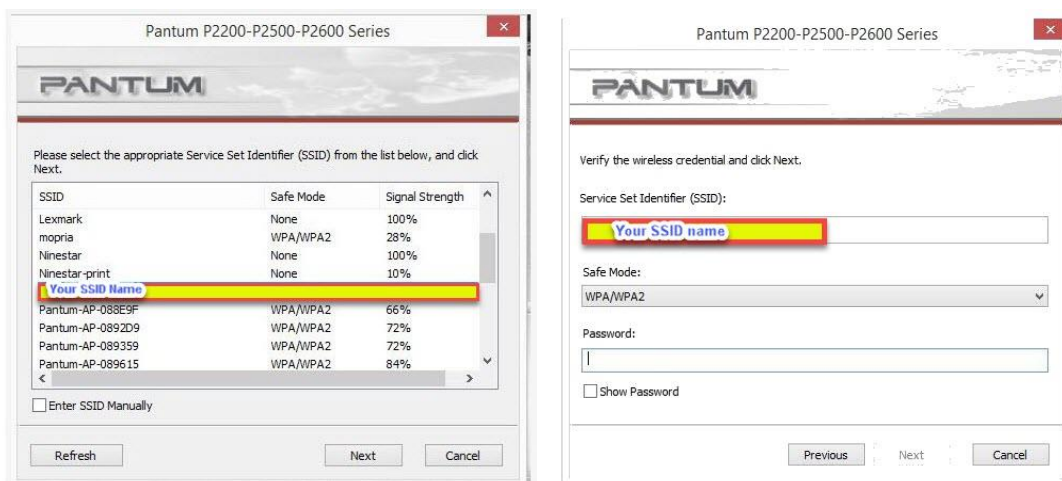 Pantum P2200-P2500-P2600 Series
PANTUM
Please select the appropriate Service Set Identifier (SSID) from the list below, and click
Next.
SSID Safe Mode Signal Strength
Lexmark None 100%
mopria WPA/WPA2 28%
Ninestar None 100%
Ninestar-print None 10%
Your SSID Name
Pantum-AP-088E9F WPA/WPA2 66%
Pantum-AP-0892D9 WPA/WPA2 72%
Pantum-AP-089359 WPA/WPA2 72%
Pantum-AP-089615 WPA/WPA2 84%
Enter SSID Manually
Refresh Next Cancel
Pantum P2200-P2500-P2600 Series
PANTUM
Verify the wireless credential and click Next.
Service Set Identifier (SSID):
Your SSID name
Safe Mode:
WPA/WPA2
Password:
Show Password
Previous Next Cancel